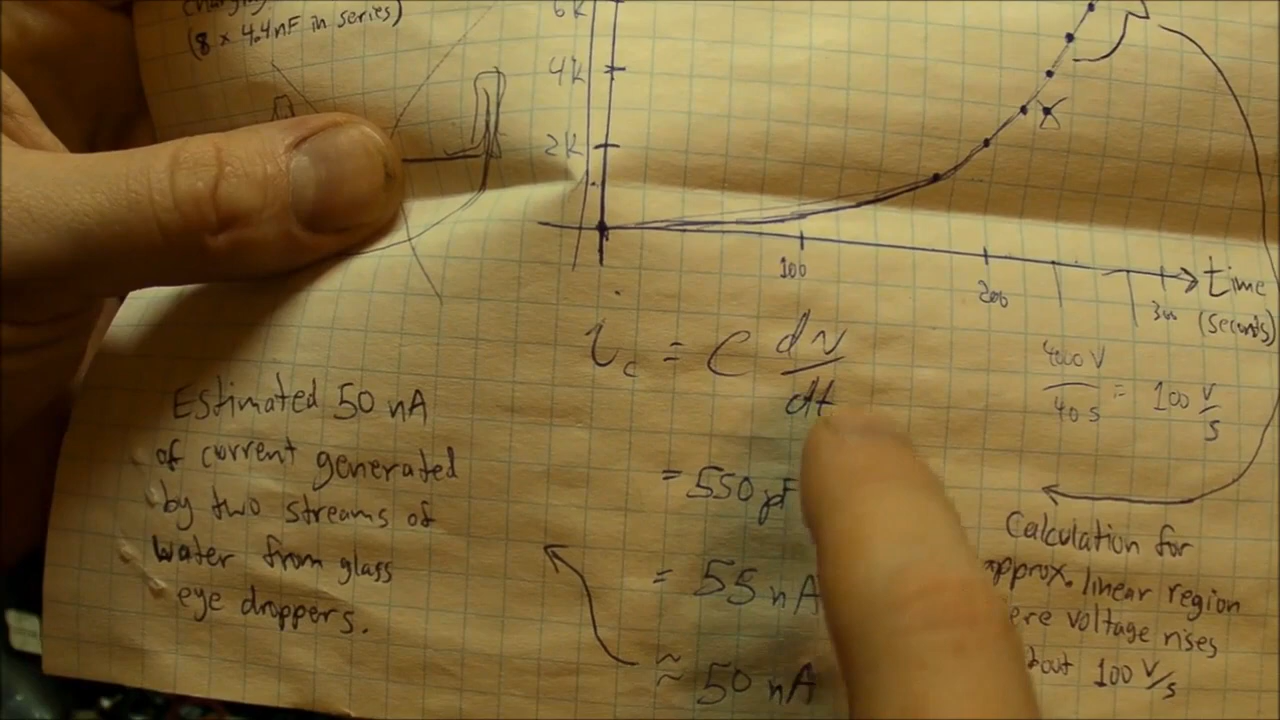 charging
(8 x 4.4nF in series)
6K
4K
2K
100
200
300
time
(seconds)
ic = C dv/dt
4000 V / 40 s = 100 V/s
Estimated 50 nA
of current generated
by two streams of
water from glass
eye droppers.
= 550 pF
= 55 nA
≈ 50 nA
Calculation for
approx. linear region
voltage rises
100 V/s